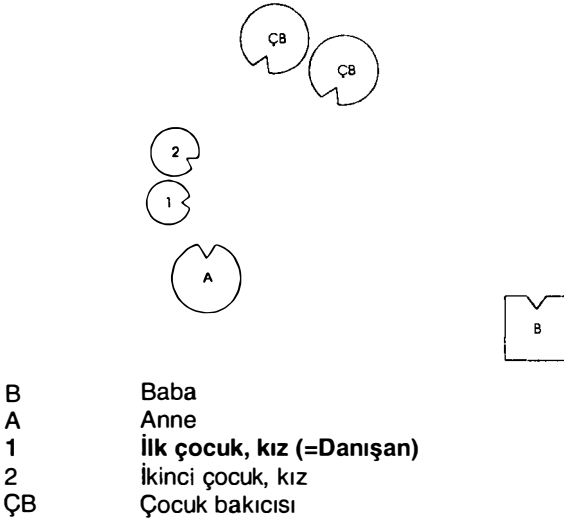 ÇB
ÇB
2
1
A
B
B Baba
A Anne
1 İlk çocuk, kız (=Danışan)
2 İkinci çocuk, kız
ÇB Çocuk bakıcısı